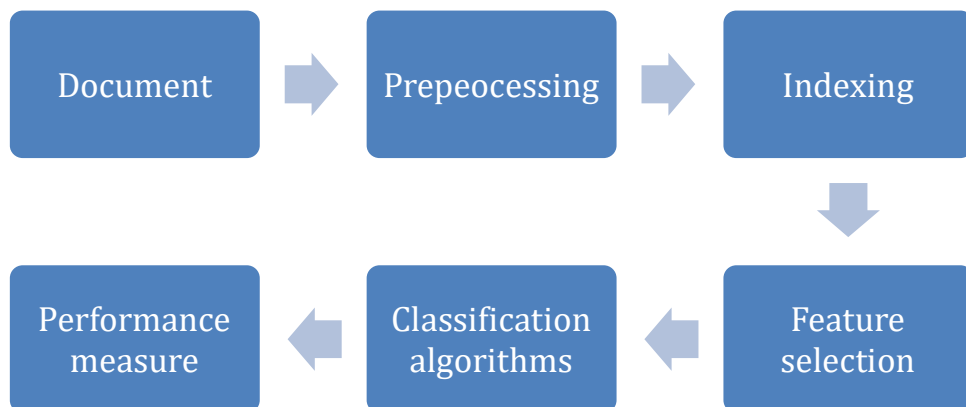 Document
Prepeocessing
Indexing
Feature
selection
Classification
algorithms
Performance
measure